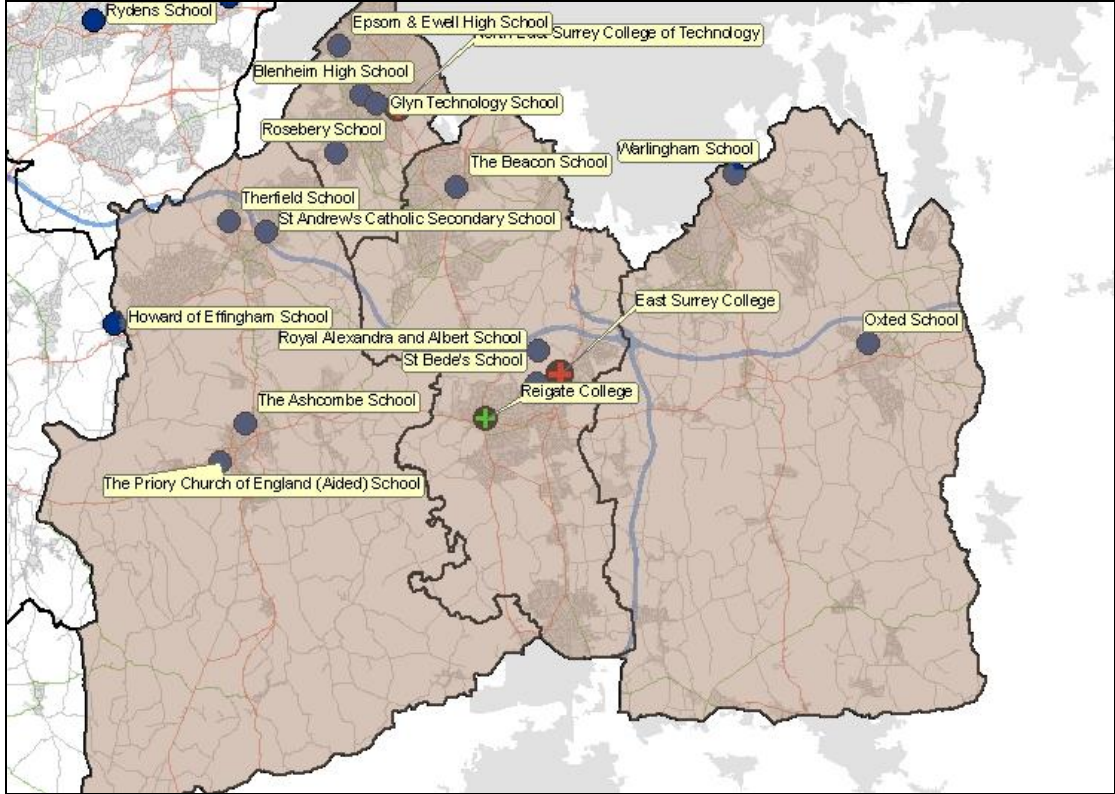 Rydens School
Epsom & Ewell High School
North East Surrey College of Technology
Blenheim High School
Glyn Technology School
Rosebery School
The Beacon School
Warlingham School
Therfield School
St Andrew's Catholic Secondary School
East Surrey College
Howard of Effingham School
Oxted School
Royal Alexandra and Albert School
St Bede's School
Reigate College
The Ashcombe School
The Priory Church of England (Aided) School